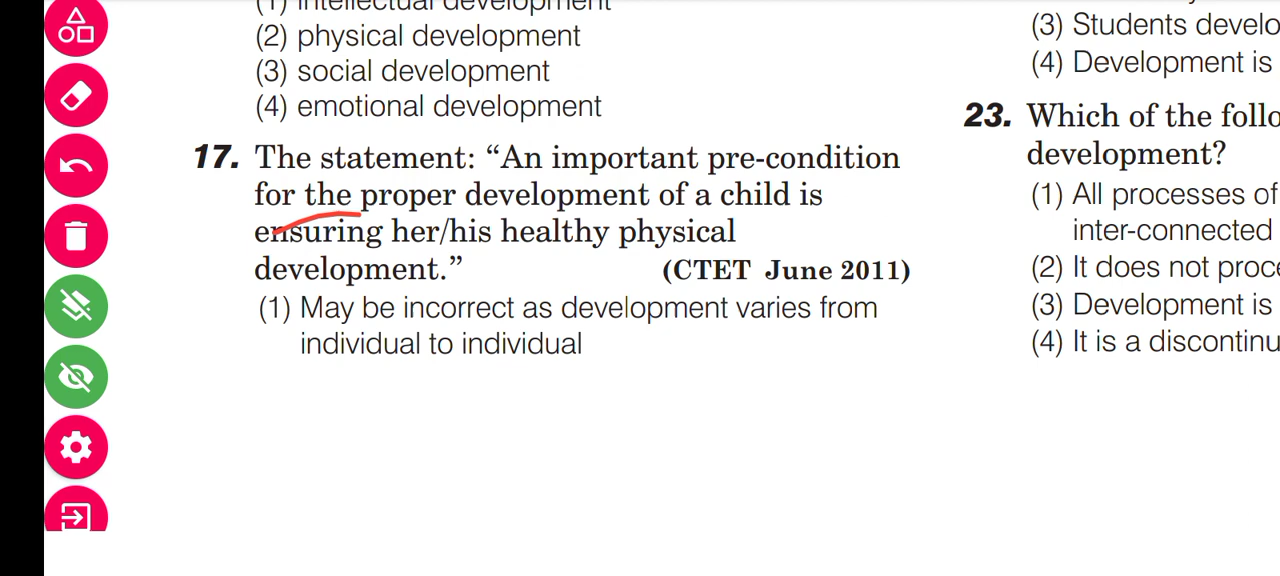 (1) intellectual development
(2) physical development
(3) social development
(4) emotional development
17. The statement: “An important pre-condition
for the proper development of a child is
ensuring her/his healthy physical
development.” (CTET June 2011)
(1) May be incorrect as development varies from
individual to individual
(3) Students develo
(4) Development is
23. Which of the follo
development?
(1) All processes of
inter-connected
(2) It does not proce
(3) Development is
(4) It is a discontinu